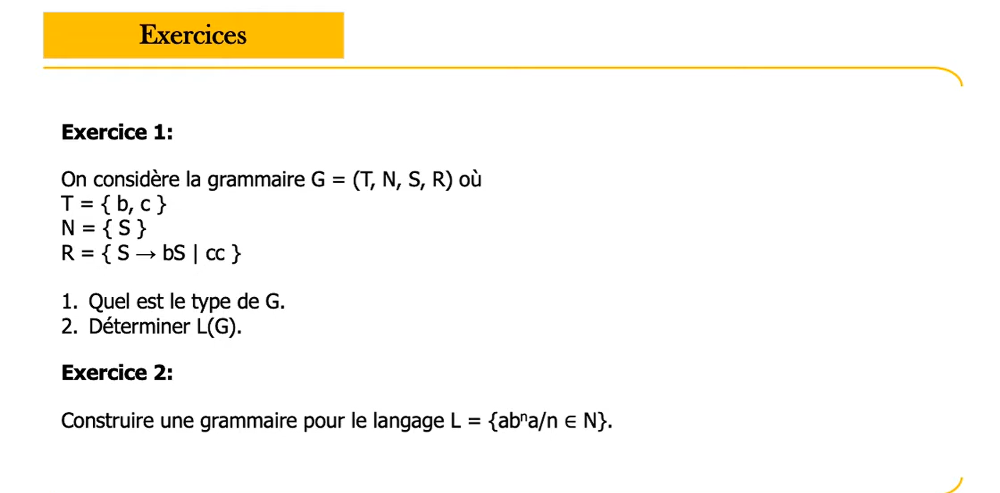 Exercices
Exercice 1:
On considère la grammaire G = (T, N, S, R) où
T = { b, c }
N = { S }
R = { S → bS | cc }
1. Quel est le type de G.
2. Déterminer L(G).
Exercice 2:
Construire une grammaire pour le langage L = {abⁿa/n ∈ N}.